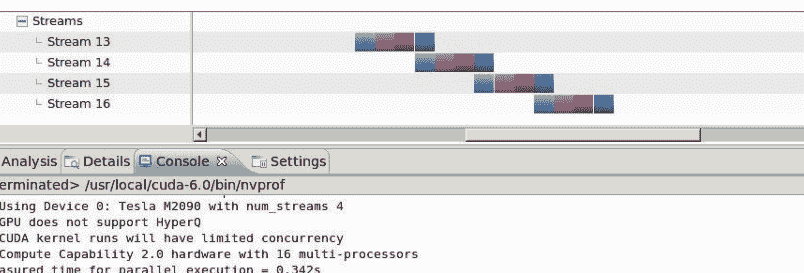 Streams
Stream 13
Stream 14
Stream 15
Stream 16
Analysis Details Console Settings
erminated> /usr/local/cuda-6.0/bin/nvprof
Using Device 0: Tesla M2090 with num_streams 4
GPU does not support HyperQ
CUDA kernel runs will have limited concurrency
Compute Capability 2.0 hardware with 16 multi-processors
asured time for parallel execution = 0.342s